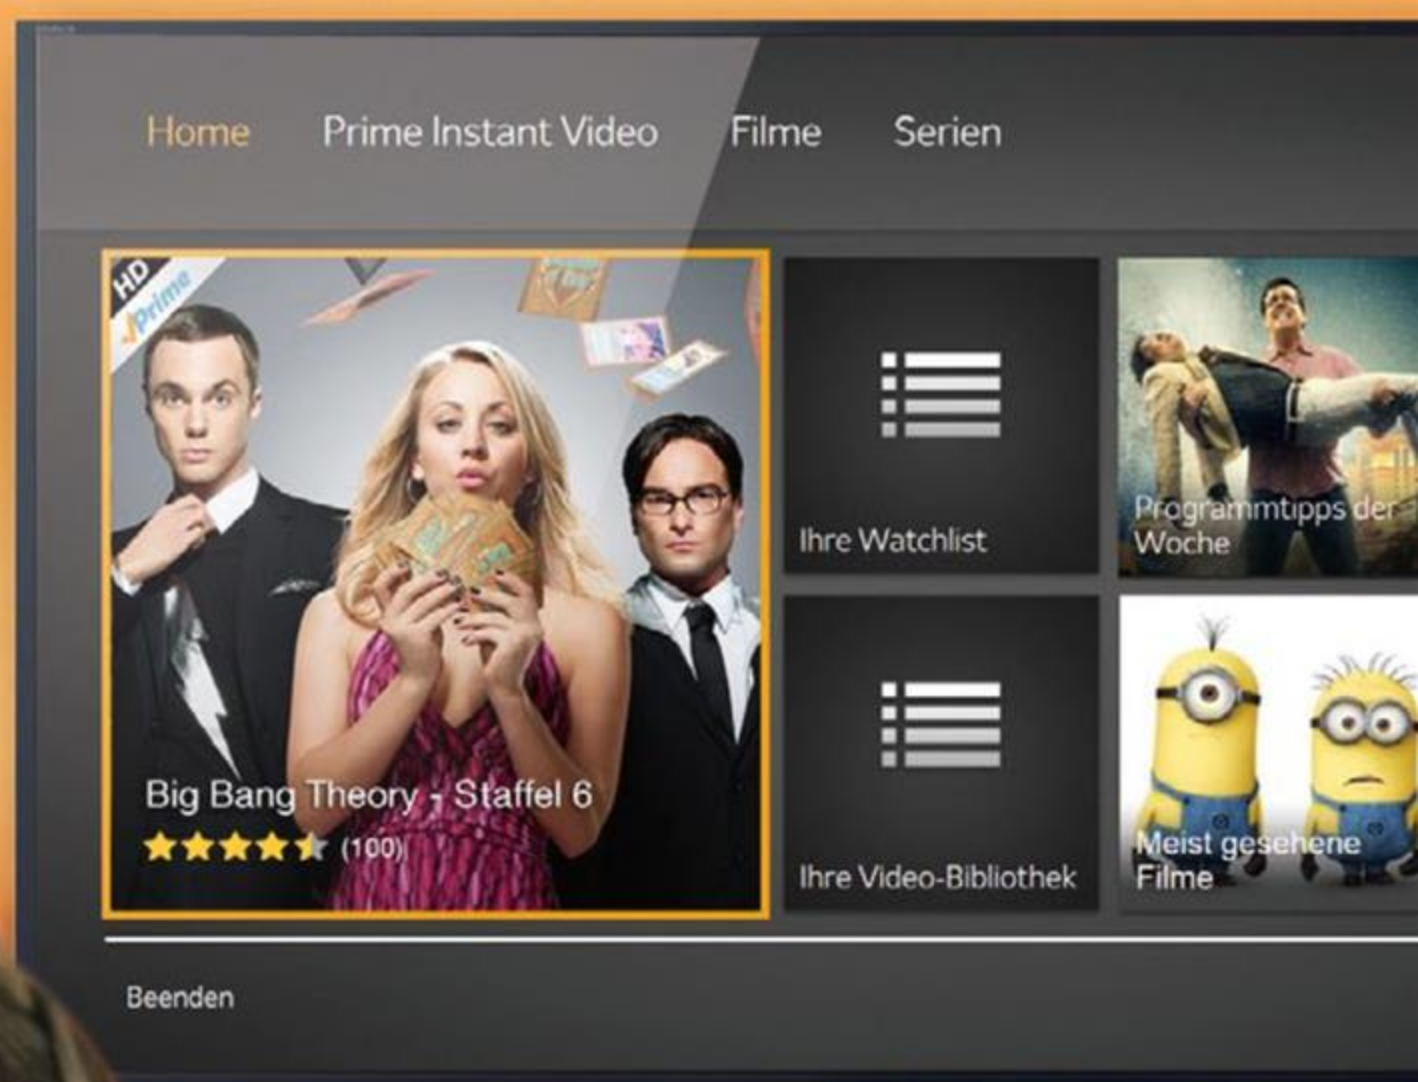 Home Prime Instant Video Filme Serien
HD
Prime
Big Bang Theory - Staffel 6
(100)
Ihre Watchlist
Programmtipps der
Woche
Ihre Video-Bibliothek
Meist gesehene
Filme
Beenden